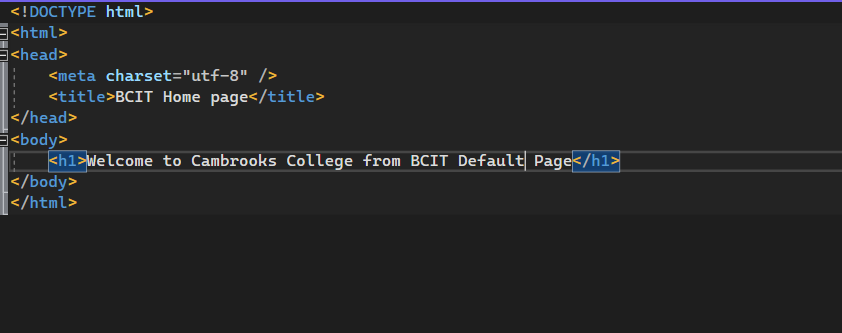 <!DOCTYPE html>
<html>
<head>
<meta charset="utf-8" />
<title>BCIT Home page</title>
</head>
<body>
<h1>Welcome to Cambrooks College from BCIT Default Page</h1>
</body>
</html>